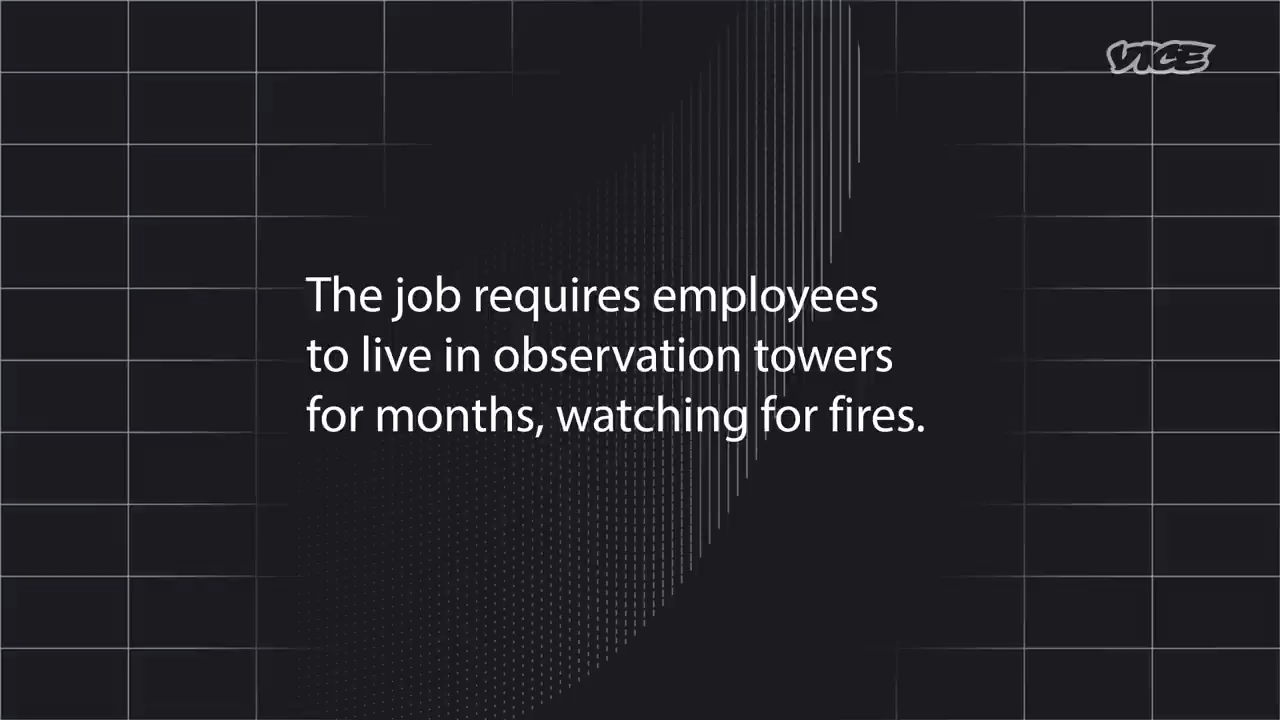 VICE
The job requires employees
to live in observation towers
for months, watching for fires.